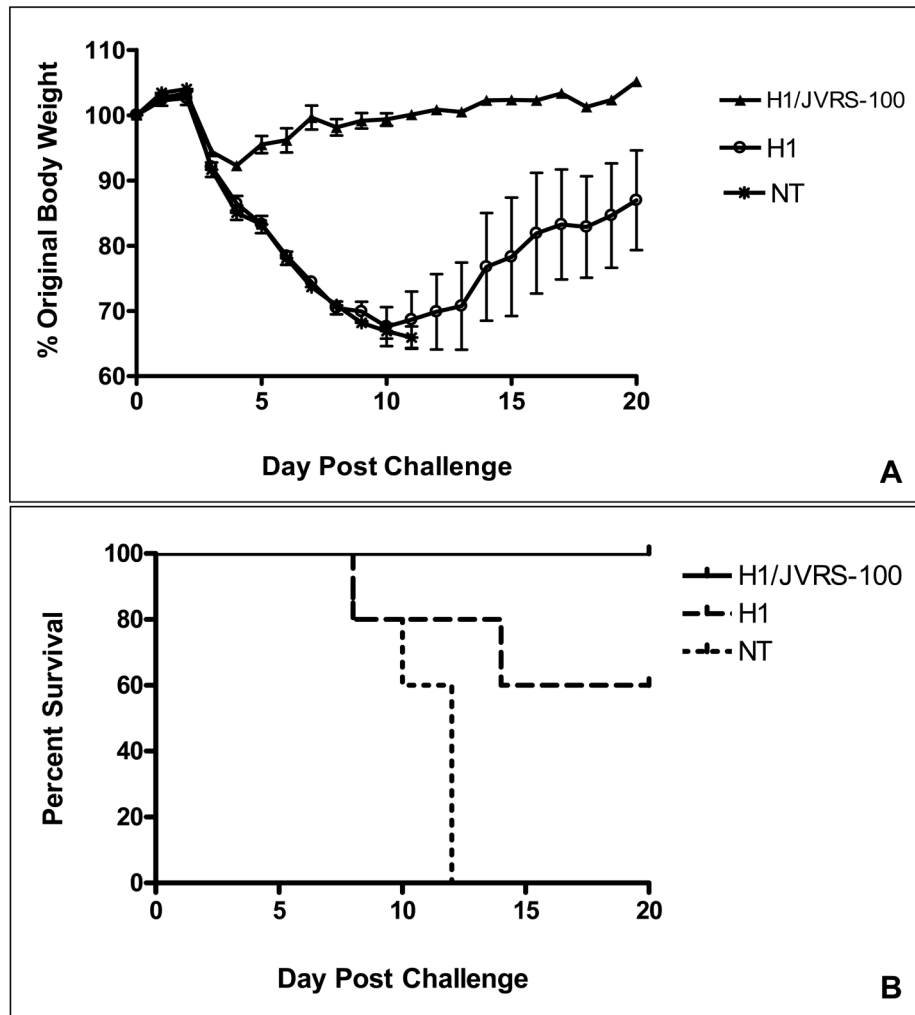 110
100
90
80
70
60
% Original Body Weight
0 5 10 15 20
Day Post Challenge
H1/JVRS-100
H1
NT
A
100
80
60
40
20
0
Percent Survival
0 5 10 15 20
Day Post Challenge
H1/JVRS-100
H1
NT
B